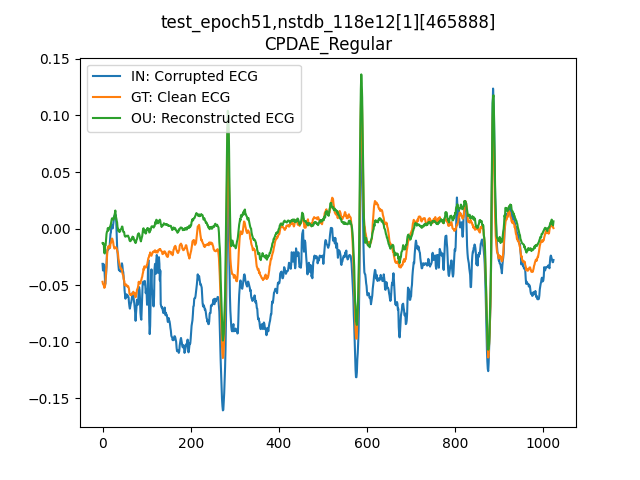 test_epoch51,nstdb_118e12[1][465888]
CPDAE_Regular
IN: Corrupted ECG
GT: Clean ECG
OU: Reconstructed ECG
0.15
0.10
0.05
0.00
−0.05
−0.10
−0.15
0 200 400 600 800 1000